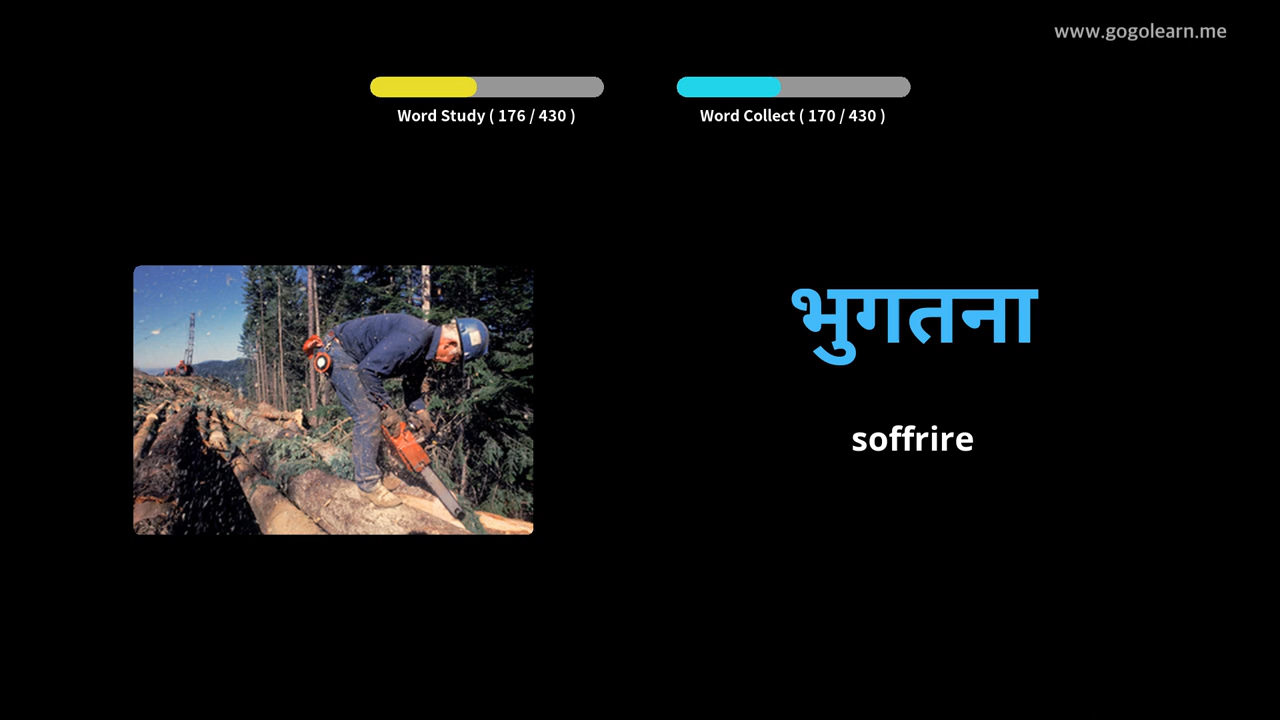 www.gogolearn.me
Word Study ( 176 / 430 )
Word Collect ( 170 / 430 )
भुगतना
soffrire